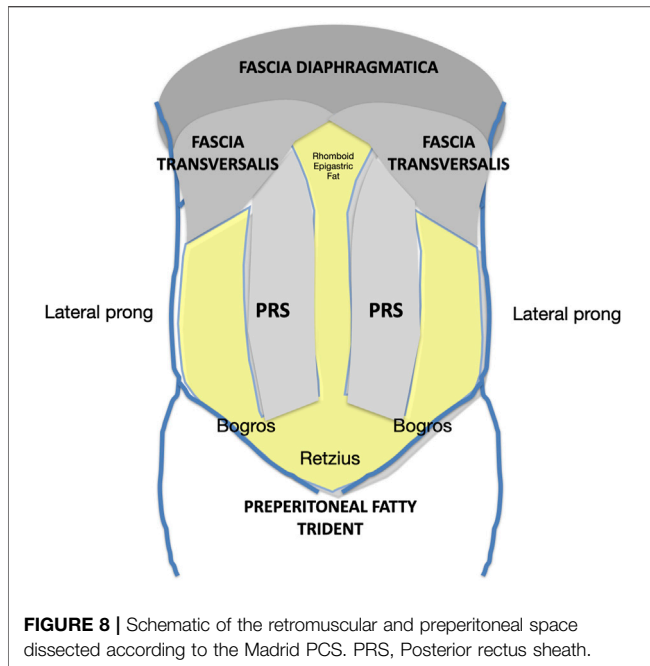 FASCIA DIAPHRAGMATICA
FASCIA
TRANSVERSALIS
Rhomboid
Epigastric
Fat
FASCIA
TRANSVERSALIS
Lateral prong
PRS
PRS
Lateral prong
Bogros
Bogros
Retzius
PREPERITONEAL FATTY
TRIDENT
FIGURE 8 | Schematic of the retromuscular and preperitoneal space
dissected according to the Madrid PCS. PRS, Posterior rectus sheath.